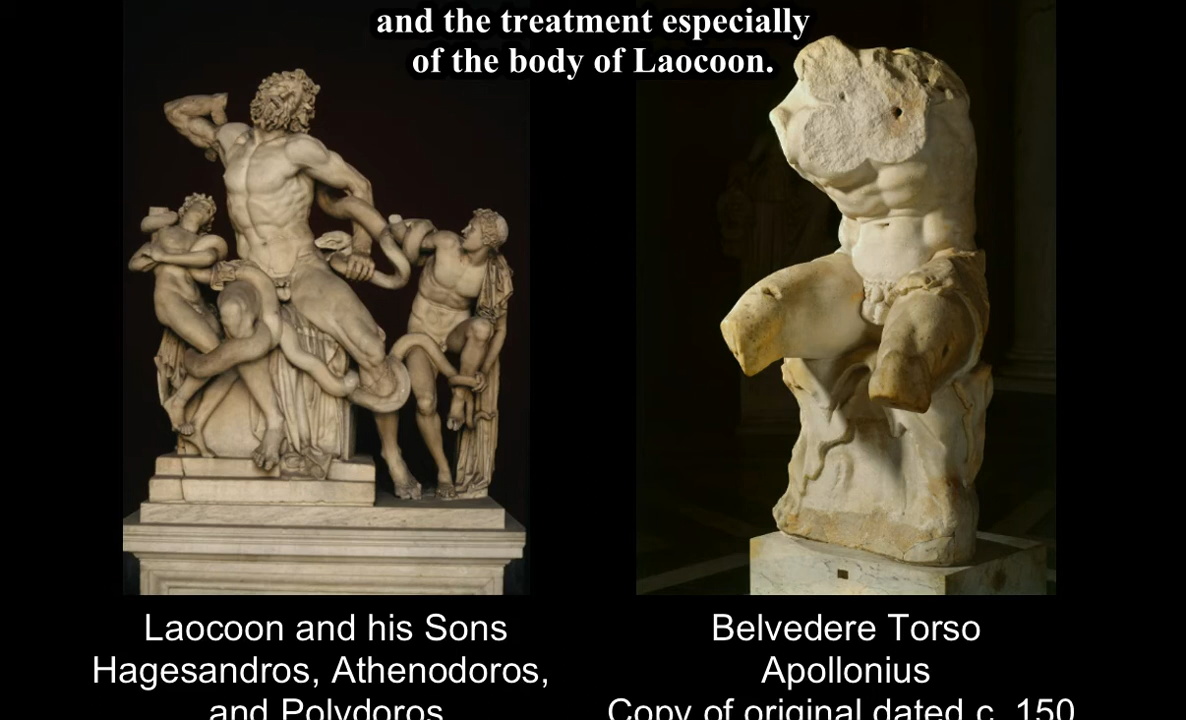 and the treatment especially
of the body of Laocoon.
Laocoon and his Sons
Hagesandros, Athenodoros,
and Polydoros
Belvedere Torso
Apollonius
Copy of original dated c. 150